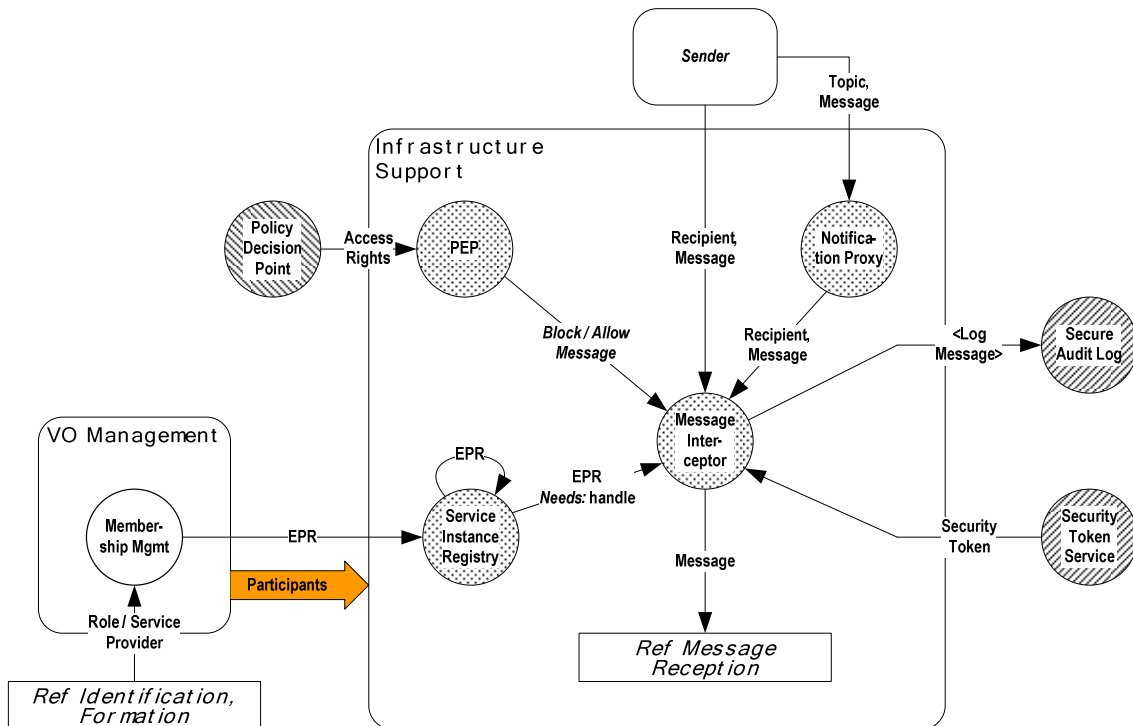 Sender
Topic,
Message
Infrastructure
Support
Policy
Decision
Point
Access
Rights
PEP
Recipient,
Message
Notifica-
tion Proxy
Block / Allow
Message
Recipient,
Message
<Log
Message>
Secure
Audit Log
VO Management
Message
Inter-
ceptor
EPR
EPR
Needs: handle
Member-
ship Mgmt
EPR
Service
Instance
Registry
Security
Token
Security
Token
Service
Message
Participants
Role / Service
Provider
Ref Message
Reception
Ref Identification,
Formation